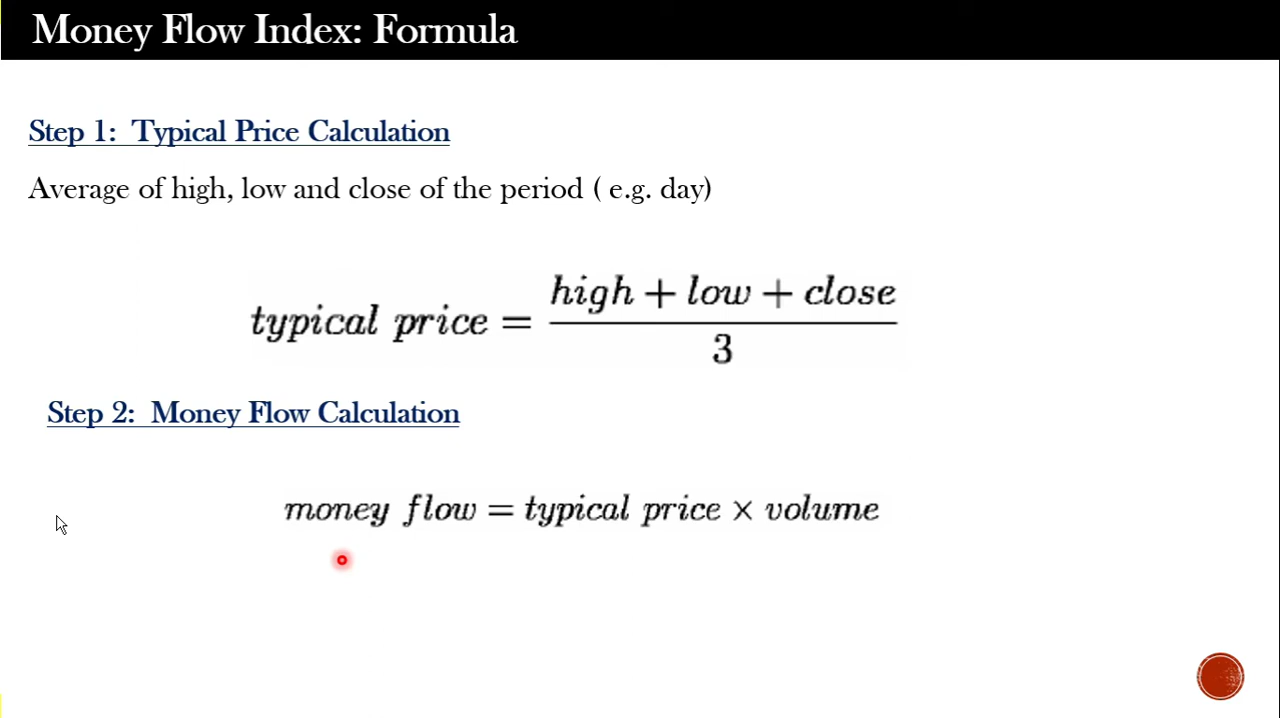 Money Flow Index: Formula
Step 1:  Typical Price Calculation
Average of high, low and close of the period ( e.g. day)
typical price = (high + low + close) / 3
Step 2:  Money Flow Calculation
money flow = typical price × volume